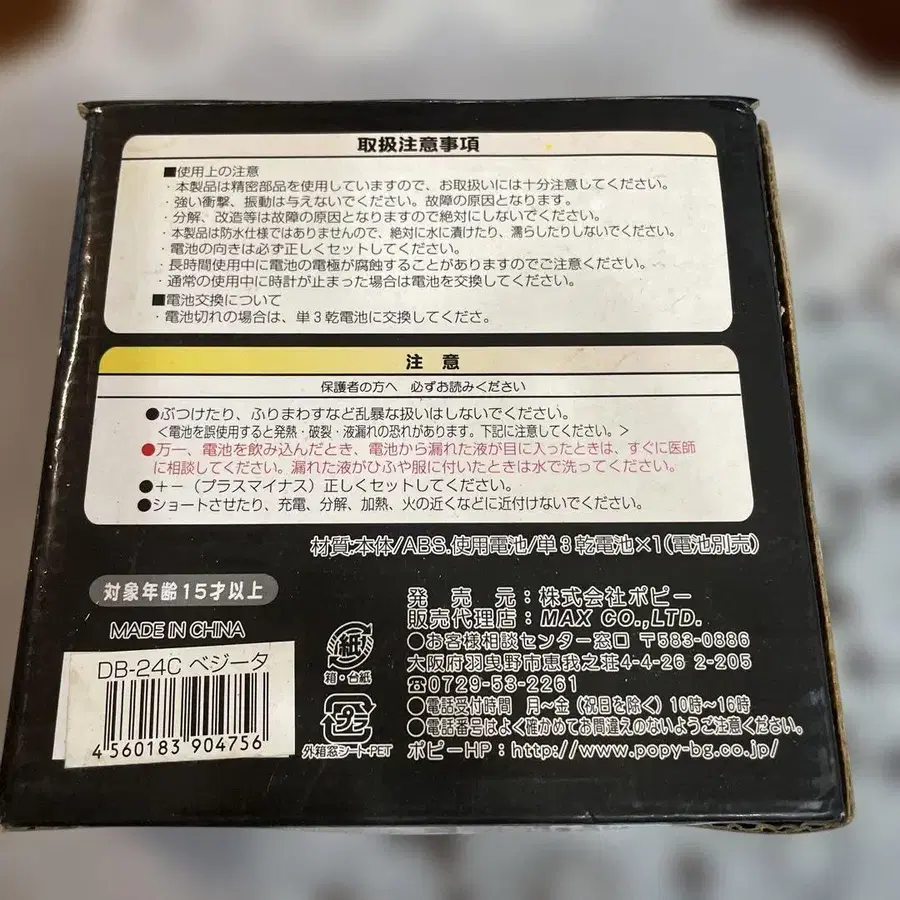 取扱注意事項
■使用上の注意
・本製品は精密部品を使用していますので、お取扱いには十分注意してください。
・強い衝撃、振動は与えないでください。故障の原因となります。
・分解、改造等は故障の原因となりますので絶対にしないでください。
・本製品は防水仕様ではありませんので、絶対に水に漬けたり、濡らしたりしないでください。
・電池の向きは必ず正しくセットしてください。
・長時間使用中に電池の電極が腐蝕することがありますのでご注意ください。
・通常の使用中に時計が止まった場合は電池を交換してください。
■電池交換について
・電池切れの場合は、単3乾電池に交換してくださき。
注 意
保護者の方へ 必ずお読みください
●ぶつけたり、ふりまわすなど乱暴な扱いはしないでください。
＜電池を誤使用すると発熱・破裂・液漏れの恐れがあります。下記に注意してください。＞
●万一、電池を飲み込んだとき、電池から漏れた液が目に入ったときは、すぐに医師
に相談してください。漏れた液がひふや服に付いたときは水で洗ってください。
●＋－（プラスマイナス）正しくセットしてください。
●ショートさせたり、充電、分解、加熱、火の近くなどに近付けないでください。
材質:本体/ABS.使用電池/単3乾電池×1(電池別売)
対象年齢15才以上
MADE IN CHINA
DB-24C ベジータ
4 560183 904756
紙
箱・台紙
プラ
外箱窓シート・PET
発 売 元：株式会社ポピー
販売代理店：MAX CO.,LTD.
●お客様相談センター窓口 〒583-0886
大阪府羽曳野市恵我之荘4-4-26 2-205
☎0729-53-2261
●電話受付時間 月～金（祝日を除く）10時～16時
●電話番号はよく確かめてお間違えのないようご注意ください。
ポピーHP：http://www.popy-bg.co.jp/